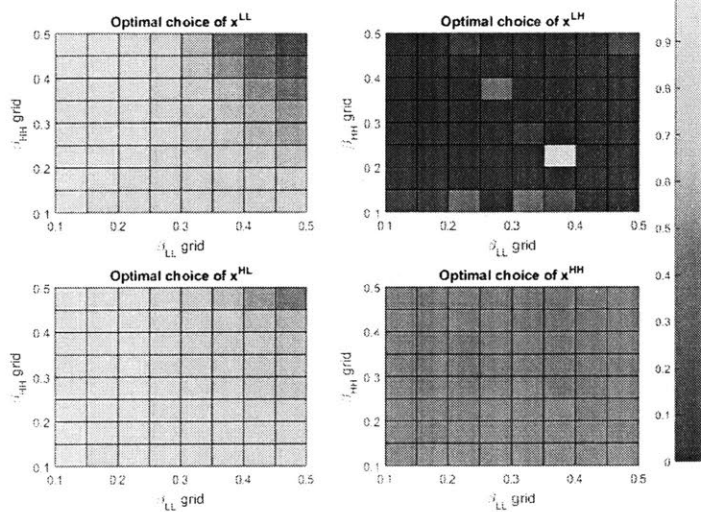 Optimal choice of x^LL
0.5
0.4
0.3
0.2
0.1
β_HH grid
0.1 0.2 0.3 0.4 0.5
β_LL grid
Optimal choice of x^LH
0.5
0.4
0.3
0.2
0.1
β_HH grid
0.1 0.2 0.3 0.4 0.5
β_LL grid
Optimal choice of x^HL
0.5
0.4
0.3
0.2
0.1
β_HH grid
0.1 0.2 0.3 0.4 0.5
β_LL grid
Optimal choice of x^HH
0.5
0.4
0.3
0.2
0.1
β_HH grid
0.1 0.2 0.3 0.4 0.5
β_LL grid
0.9
0.8
0.7
0.6
0.5
0.4
0.3
0.2
0.1
0